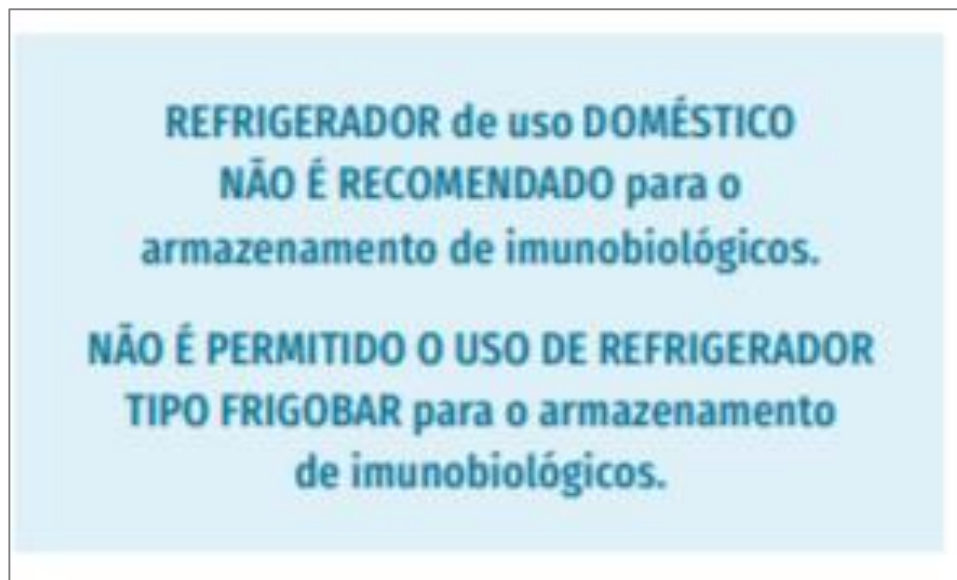 REFRIGERADOR de uso DOMÉSTICO
NÃO É RECOMENDADO para o
armazenamento de imunobiológicos.
NÃO É PERMITIDO O USO DE REFRIGERADOR
TIPO FRIGOBAR para o armazenamento
de imunobiológicos.